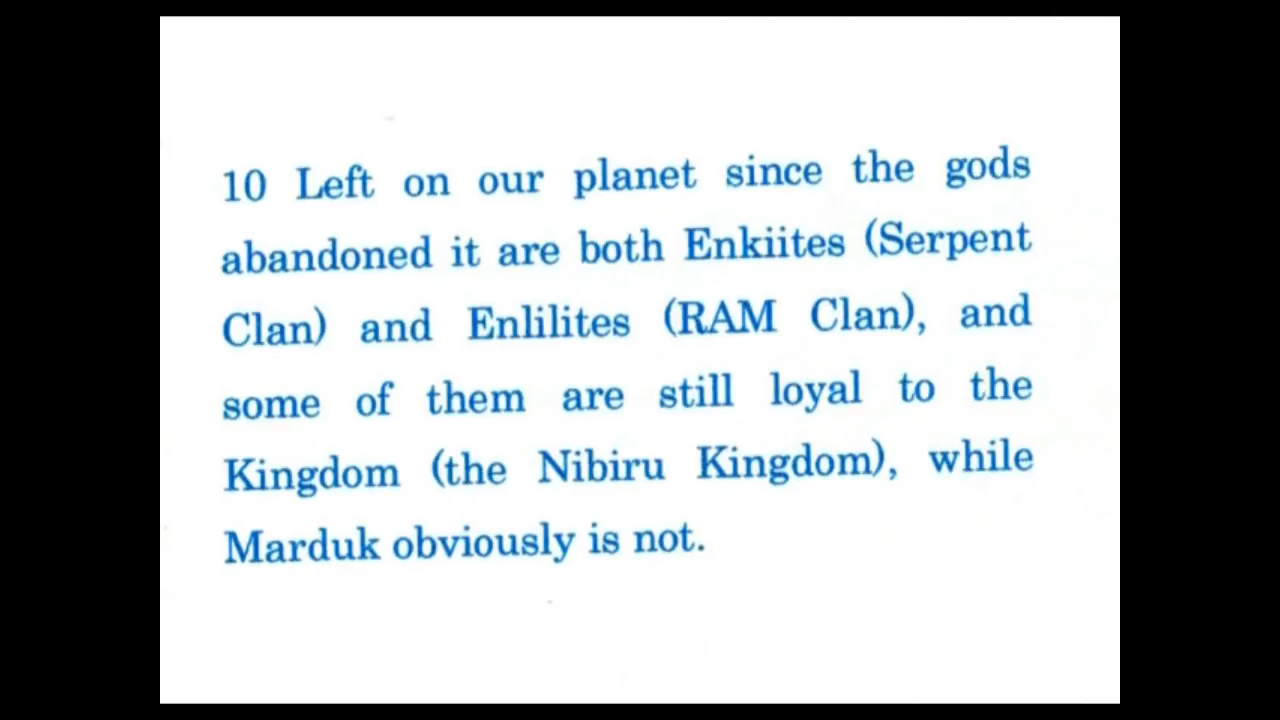 10 Left on our planet since the gods
abandoned it are both Enkiites (Serpent
Clan) and Enlilites (RAM Clan), and
some of them are still loyal to the
Kingdom (the Nibiru Kingdom), while
Marduk obviously is not.